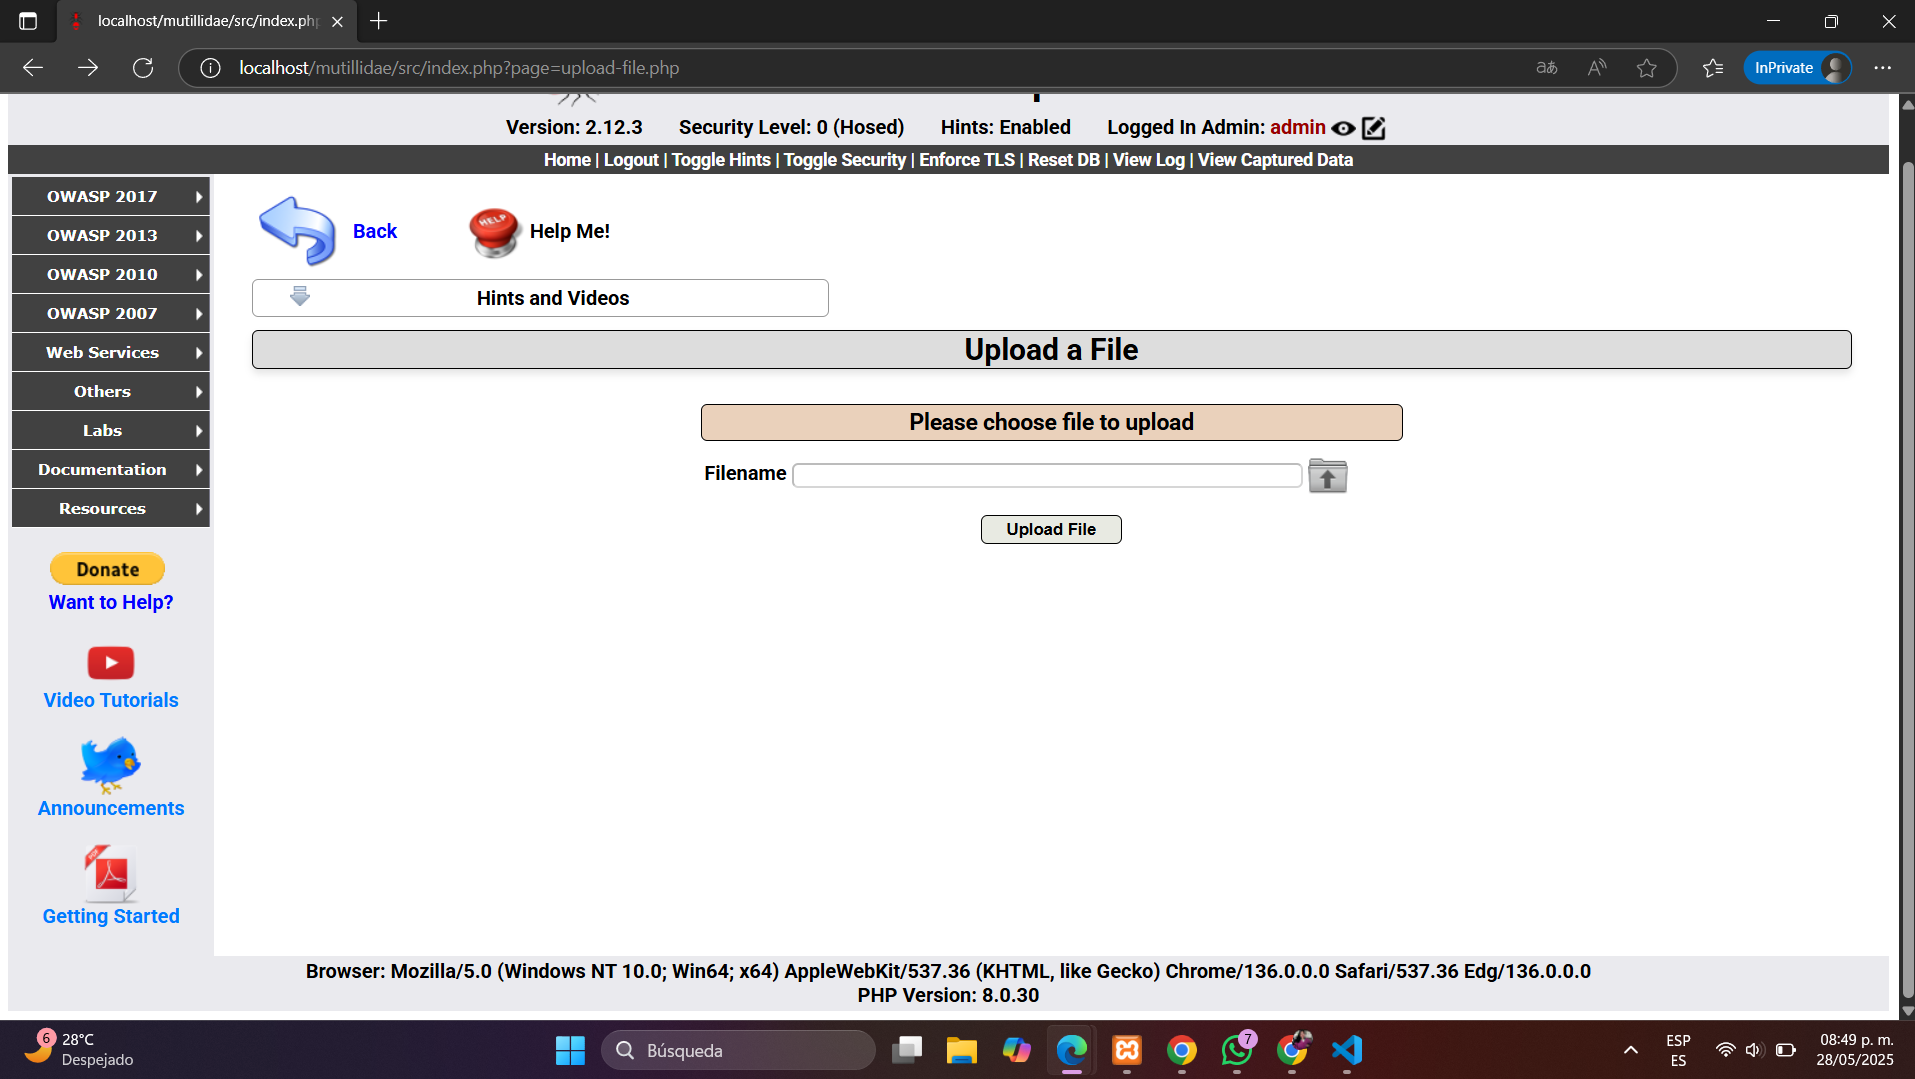 localhost/mutillidae/src/index.php
localhost/mutillidae/src/index.php?page=upload-file.php
InPrivate
Version: 2.12.3 Security Level: 0 (Hosed) Hints: Enabled Logged In Admin: admin
Home | Logout | Toggle Hints | Toggle Security | Enforce TLS | Reset DB | View Log | View Captured Data
OWASP 2017
OWASP 2013
OWASP 2010
OWASP 2007
Web Services
Others
Labs
Documentation
Resources
Donate
Want to Help?
Video Tutorials
Announcements
PDF
Getting Started
Back
HELP
Help Me!
Hints and Videos
Upload a File
Please choose file to upload
Filename
Upload File
Browser: Mozilla/5.0 (Windows NT 10.0; Win64; x64) AppleWebKit/537.36 (KHTML, like Gecko) Chrome/136.0.0.0 Safari/537.36 Edg/136.0.0.0
PHP Version: 8.0.30
6
28°C
Despejado
Búsqueda
7
ESP
ES
08:49 p. m.
28/05/2025